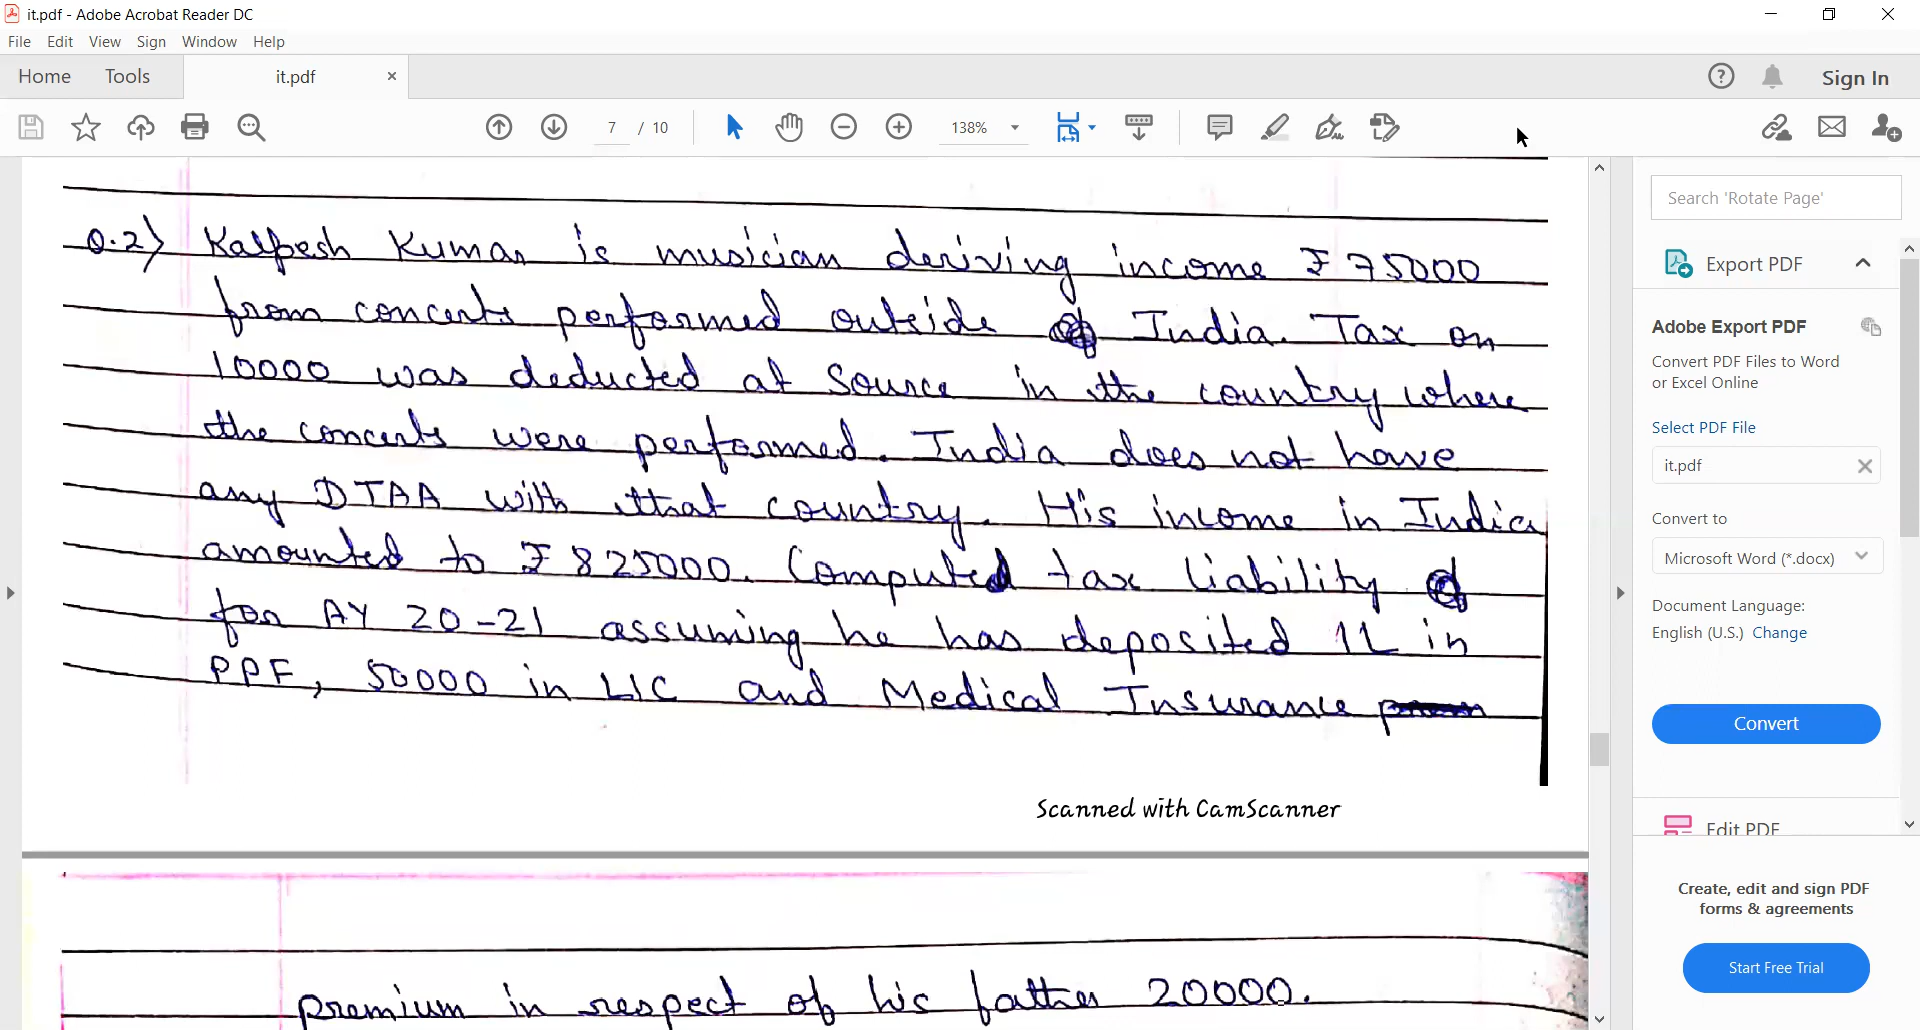 it.pdf - Adobe Acrobat Reader DC
File Edit View Sign Window Help
Home Tools it.pdf × Sign In
7 / 10 138%
Q.2) Kalpesh Kumar is musician deriving income ₹ 75000
from concerts performed outside India. Tax on
10000 was deducted at source in the country where
the concerts were performed. India does not have
any DTAA with that country. His income in India
amounted to ₹ 825000. Compute tax liability
for AY 20-21 assuming he has deposited 1L in
PPF, 50000 in LIC and Medical Insurance
Scanned with CamScanner
premium in respect of his father 20000.
Search 'Rotate Page'
Export PDF
Adobe Export PDF
Convert PDF Files to Word
or Excel Online
Select PDF File
it.pdf
Convert to
Microsoft Word (*.docx)
Document Language:
English (U.S.) Change
Convert
Edit PDF
Create, edit and sign PDF
forms & agreements
Start Free Trial